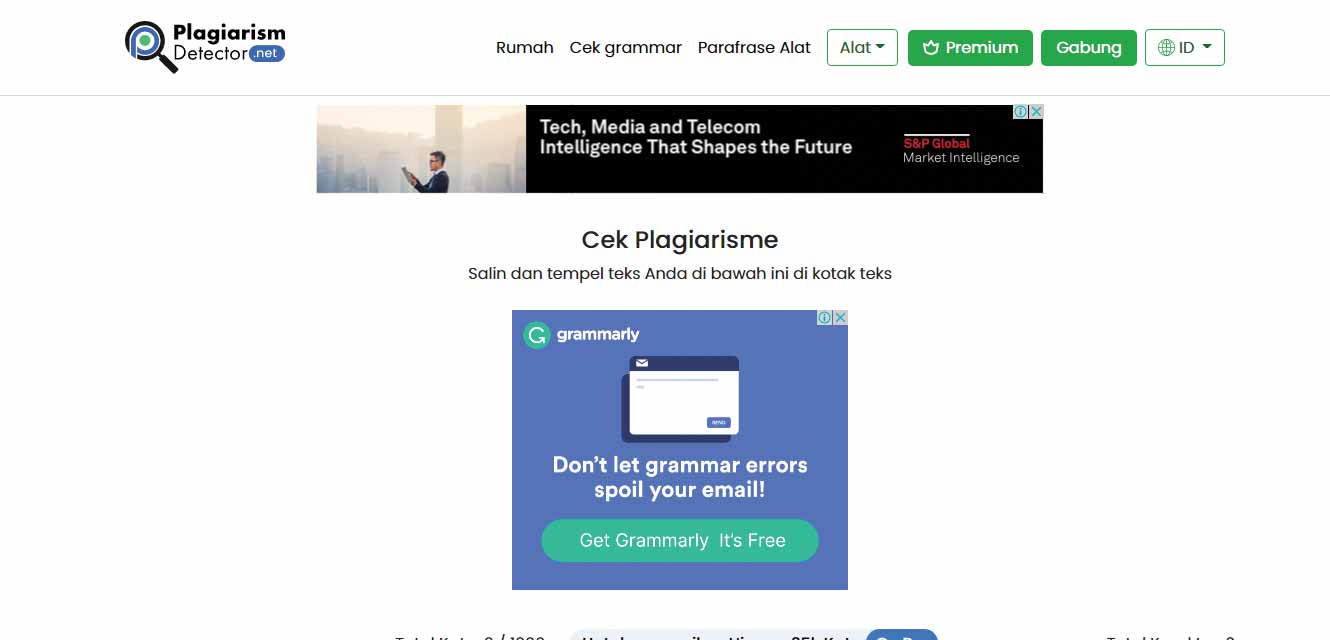 Plagiarism
Detector .net
Rumah Cek grammar Parafrase Alat Alat Premium Gabung ID
Tech, Media and Telecom
Intelligence That Shapes the Future
S&P Global
Market Intelligence
Cek Plagiarisme
Salin dan tempel teks Anda di bawah ini di kotak teks
grammarly
SEND
Don't let grammar errors
spoil your email!
Get Grammarly It's Free